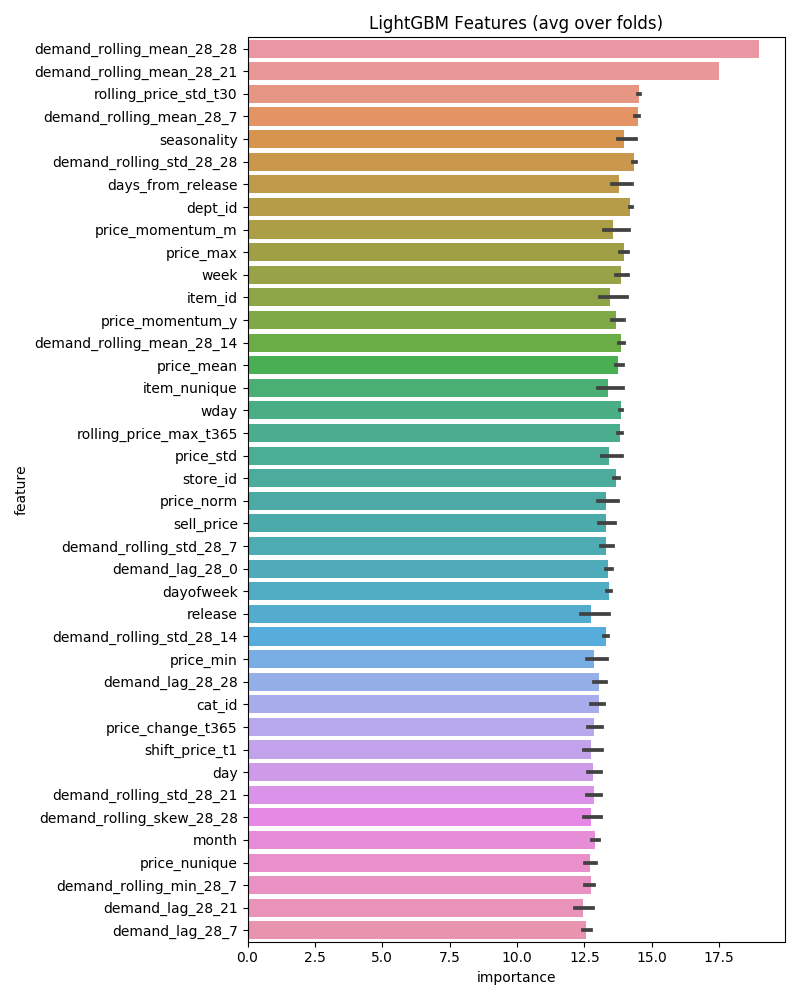 LightGBM Features (avg over folds)
demand_rolling_mean_28_28
demand_rolling_mean_28_21
rolling_price_std_t30
demand_rolling_mean_28_7
seasonality
demand_rolling_std_28_28
days_from_release
dept_id
price_momentum_m
price_max
week
item_id
price_momentum_y
demand_rolling_mean_28_14
price_mean
item_nunique
wday
rolling_price_max_t365
price_std
store_id
price_norm
sell_price
demand_rolling_std_28_7
demand_lag_28_0
dayofweek
release
demand_rolling_std_28_14
price_min
demand_lag_28_28
cat_id
price_change_t365
shift_price_t1
day
demand_rolling_std_28_21
demand_rolling_skew_28_28
month
price_nunique
demand_rolling_min_28_7
demand_lag_28_21
demand_lag_28_7
feature
0.0 2.5 5.0 7.5 10.0 12.5 15.0 17.5
importance